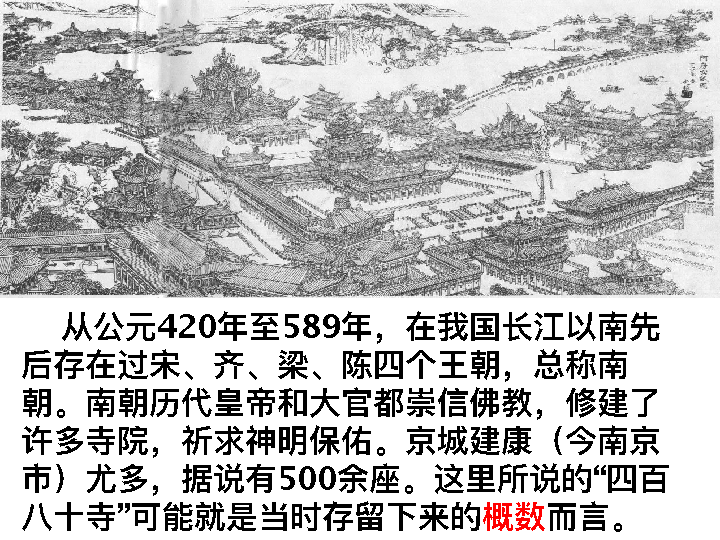 从公元420年至589年，在我国长江以南先
后存在过宋、齐、梁、陈四个王朝，总称南
朝。南朝历代皇帝和大官都崇信佛教，修建了
许多寺院，祈求神明保佑。京城建康（今南京
市）尤多，据说有500余座。这里所说的“四百
八十寺”可能就是当时存留下来的概数而言。